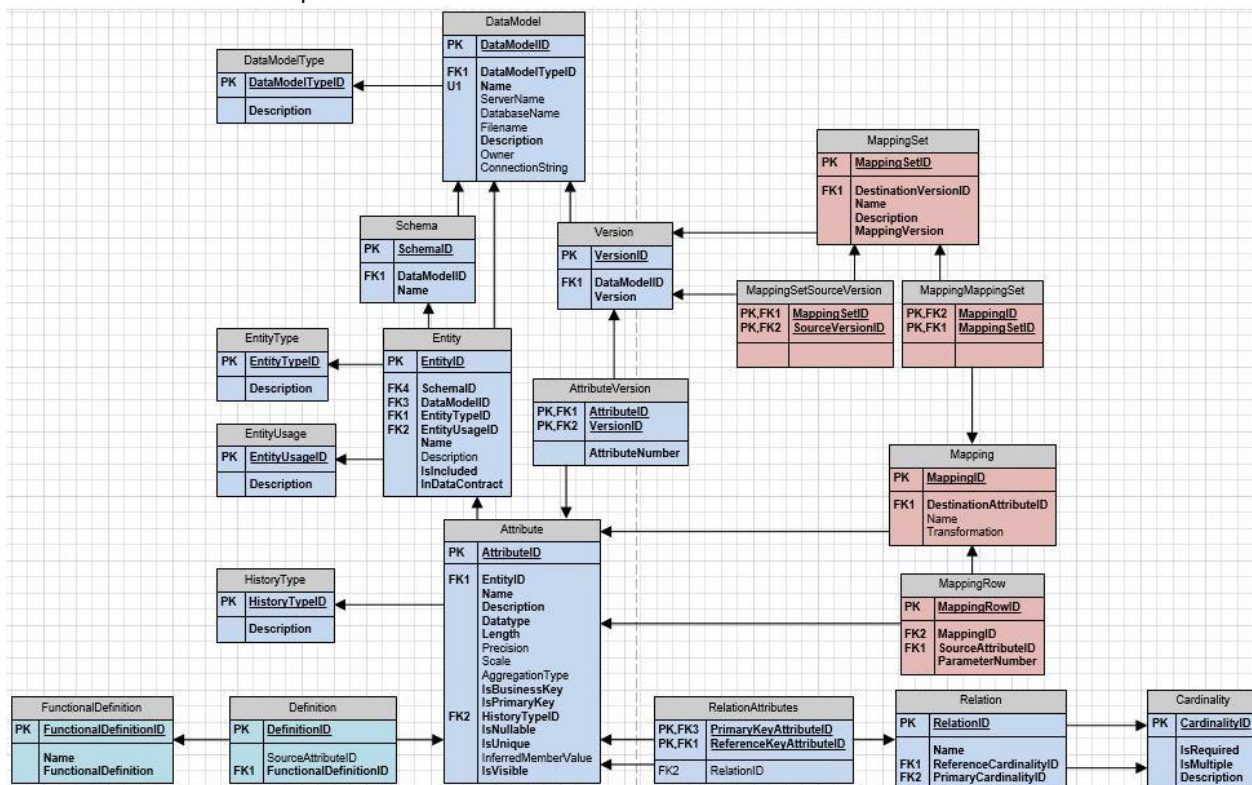 DataModel
PK DataModelID
FK1 DataModelTypeID
U1 Name
ServerName
DatabaseName
Filename
Description
Owner
ConnectionString
DataModelType
PK DataModelTypeID
Description
MappingSet
PK MappingSetID
FK1 DestinationVersionID
Name
Description
MappingVersion
Schema
PK SchemaID
FK1 DataModelID
Name
Version
PK VersionID
FK1 DataModelID
Version
MappingSetSourceVersion
PK,FK1 MappingSetID
PK,FK2 SourceVersionID
MappingMappingSet
PK,FK2 MappingID
PK,FK1 MappingSetID
EntityType
PK EntityTypeID
Description
Entity
PK EntityID
FK4 SchemaID
FK3 DataModelID
FK1 EntityTypeID
FK2 EntityUsageID
Name
Description
IsIncluded
InDataContract
AttributeVersion
PK,FK1 AttributeID
PK,FK2 VersionID
AttributeNumber
EntityUsage
PK EntityUsageID
Description
Mapping
PK MappingID
FK1 DestinationAttributeID
Name
Transformation
Attribute
PK AttributeID
FK1 EntityID
Name
Description
Datatype
Length
Precision
Scale
AggregationType
IsBusinessKey
IsPrimaryKey
FK2 HistoryTypeID
IsNullable
IsUnique
InferredMemberValue
IsVisible
HistoryType
PK HistoryTypeID
Description
MappingRow
PK MappingRowID
FK2 MappingID
FK1 SourceAttributeID
ParameterNumber
FunctionalDefinition
PK FunctionalDefinitionID
Name
FunctionalDefinition
Definition
PK DefinitionID
SourceAttributeID
FK1 FunctionalDefinitionID
RelationAttributes
PK,FK3 PrimaryKeyAttributeID
PK,FK1 ReferenceKeyAttributeID
FK2 RelationID
Relation
PK RelationID
Name
FK1 ReferenceCardinalityID
FK2 PrimaryCardinalityID
Cardinality
PK CardinalityID
IsRequired
IsMultiple
Description